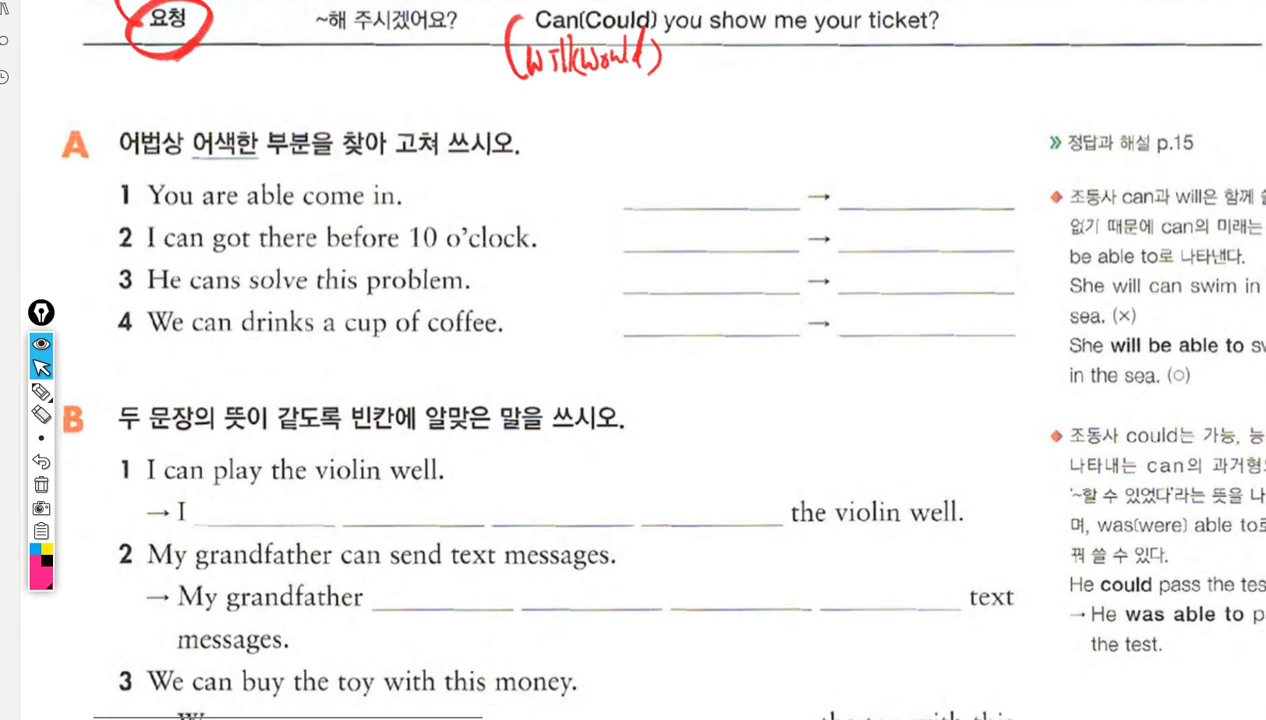 요청 ~해 주시겠어요? Can(Could) you show me your ticket?
(Will(Would)
A 어법상 어색한 부분을 찾아 고쳐 쓰시오.
1 You are able come in. →
2 I can got there before 10 o'clock. →
3 He cans solve this problem. →
4 We can drinks a cup of coffee. →
B 두 문장의 뜻이 같도록 빈칸에 알맞은 말을 쓰시오.
1 I can play the violin well.
→ I the violin well.
2 My grandfather can send text messages.
→ My grandfather text
messages.
3 We can buy the toy with this money.
» 정답과 해설 p.15
◆ 조동사 can과 will은 함께
없기 때문에 can의 미래는
be able to로 나타낸다.
She will can swim in
sea. (×)
She will be able to
in the sea. (○)
◆ 조동사 could는 가능, 능
나타내는 can의 과거형
'~할 수 있었다'라는 뜻을 나
며, was(were) able to로
꿔 쓸 수 있다.
He could pass the tes
→ He was able to p
the test.